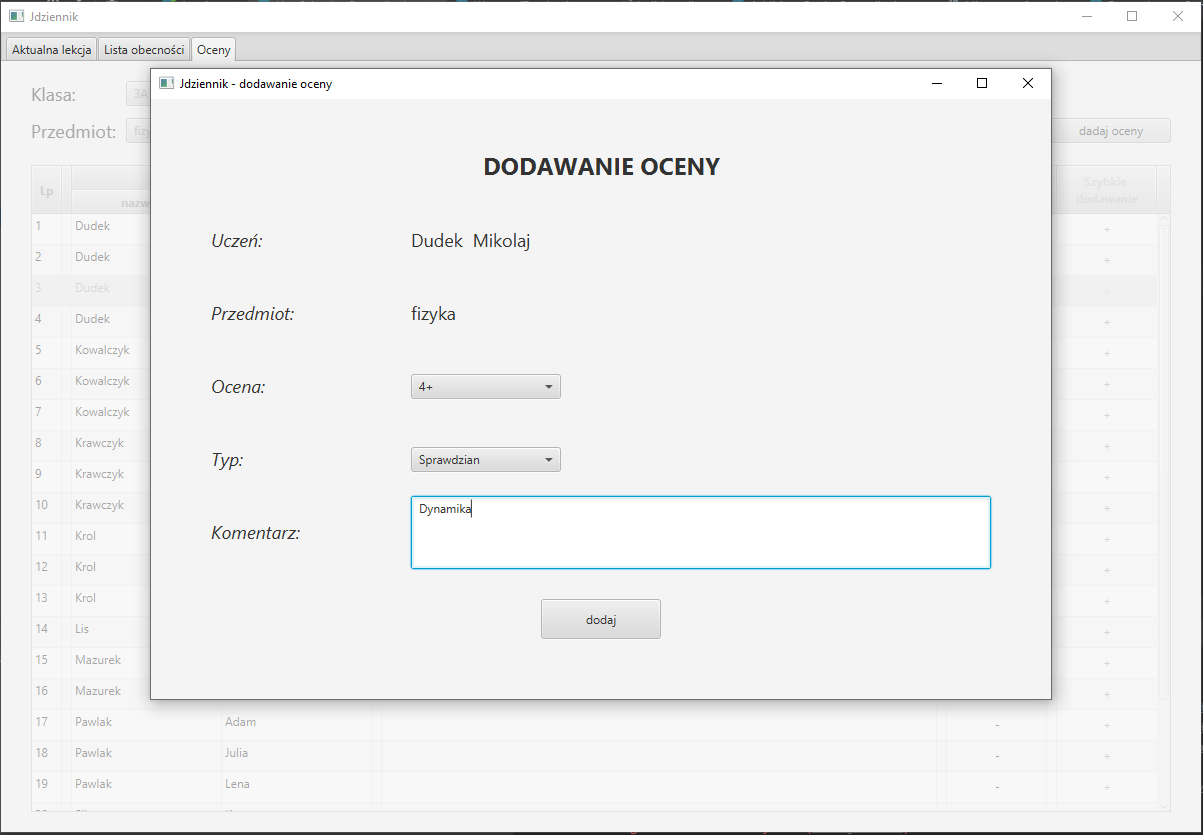 Jdziennik
Aktualna lekcja Lista obecności Oceny
Klasa: 3A
Przedmiot: fizy
dadaj oceny
Jdziennik - dodawanie oceny
DODAWANIE OCENY
Uczeń: Dudek Mikolaj
Przedmiot: fizyka
Ocena: 4+
Typ: Sprawdzian
Komentarz: Dynamika
dodaj
Lp nazw Szybkie
dodawanie
1 Dudek +
2 Dudek +
3 Dudek +
4 Dudek +
5 Kowalczyk +
6 Kowalczyk +
7 Kowalczyk +
8 Krawczyk +
9 Krawczyk +
10 Krawczyk +
11 Krol +
12 Krol +
13 Krol +
14 Lis +
15 Mazurek +
16 Mazurek +
17 Pawlak Adam - +
18 Pawlak Julia - +
19 Pawlak Lena - +